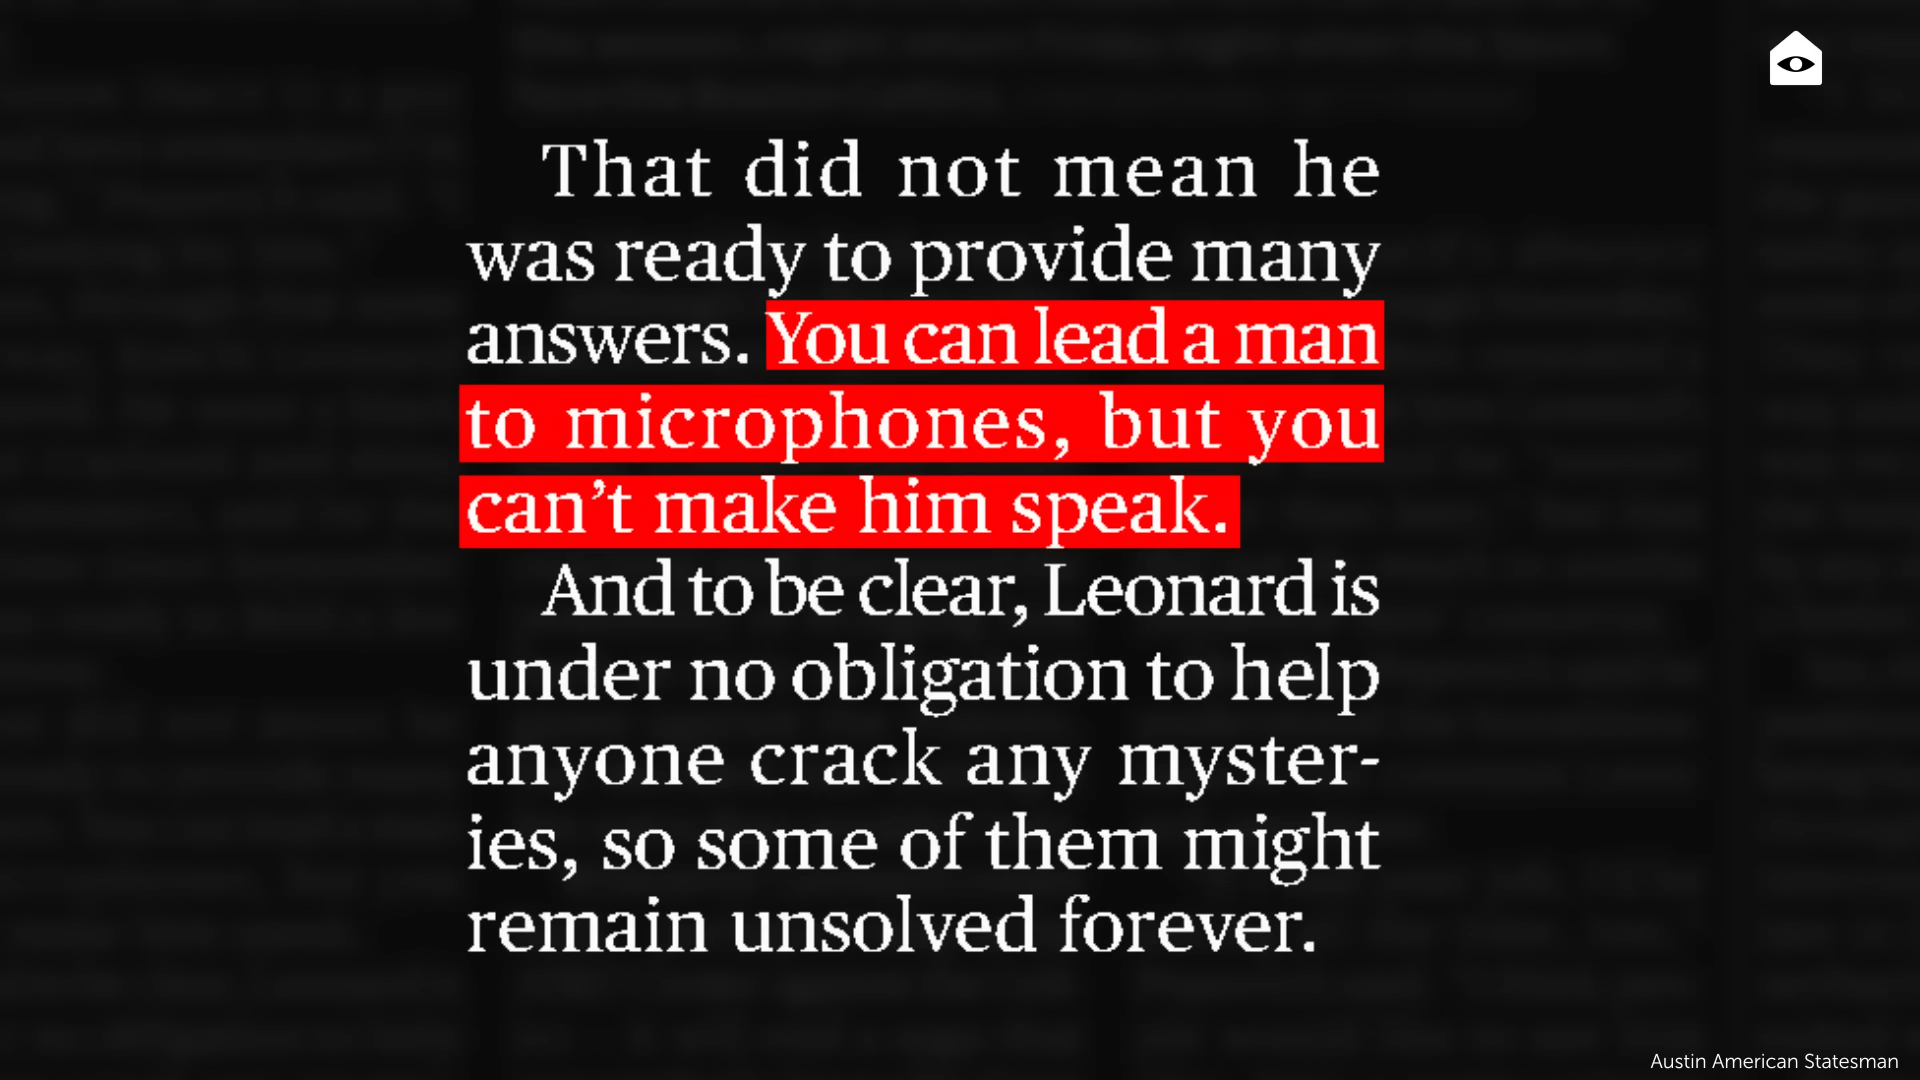 That did not mean he
was ready to provide many
answers. You can lead a man
to microphones, but you
can’t make him speak.
And to be clear, Leonard is
under no obligation to help
anyone crack any myster-
ies, so some of them might
remain unsolved forever.
Austin American Statesman